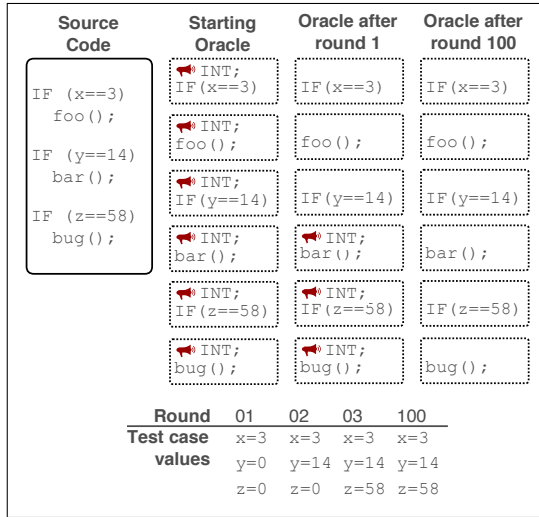 Source Code
Starting Oracle
Oracle after round 1
Oracle after round 100
IF (x==3)
foo();
IF (y==14)
bar();
IF (z==58)
bug();
INT;
IF(x==3)
IF(x==3)
IF(x==3)
INT;
foo();
foo();
foo();
INT;
IF(y==14)
IF(y==14)
IF(y==14)
INT;
bar();
INT;
bar();
bar();
INT;
IF(z==58)
INT;
IF(z==58)
IF(z==58)
INT;
bug();
INT;
bug();
bug();
Round 01 02 03 100
Test case values
x=3 x=3 x=3 x=3
y=0 y=14 y=14 y=14
z=0 z=0 z=58 z=58